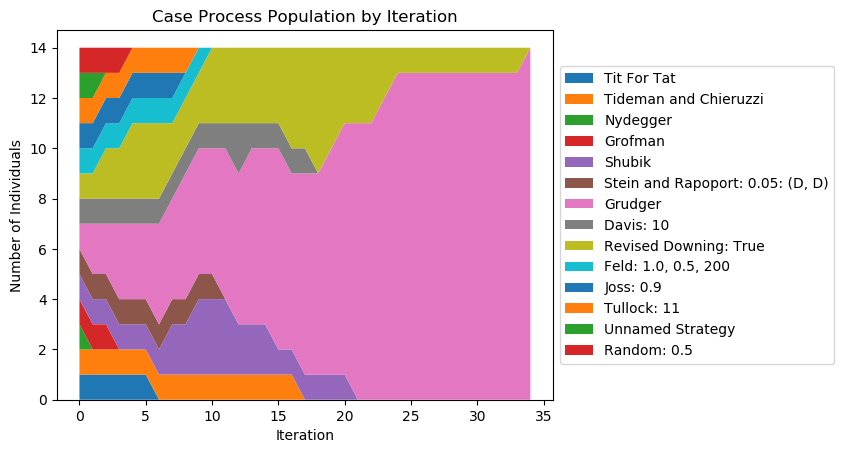 Case Process Population by Iteration
Number of Individuals
14
12
10
8
6
4
2
0
0 5 10 15 20 25 30 35
Iteration
Tit For Tat
Tideman and Chieruzzi
Nydegger
Grofman
Shubik
Stein and Rapoport: 0.05: (D, D)
Grudger
Davis: 10
Revised Downing: True
Feld: 1.0, 0.5, 200
Joss: 0.9
Tullock: 11
Unnamed Strategy
Random: 0.5